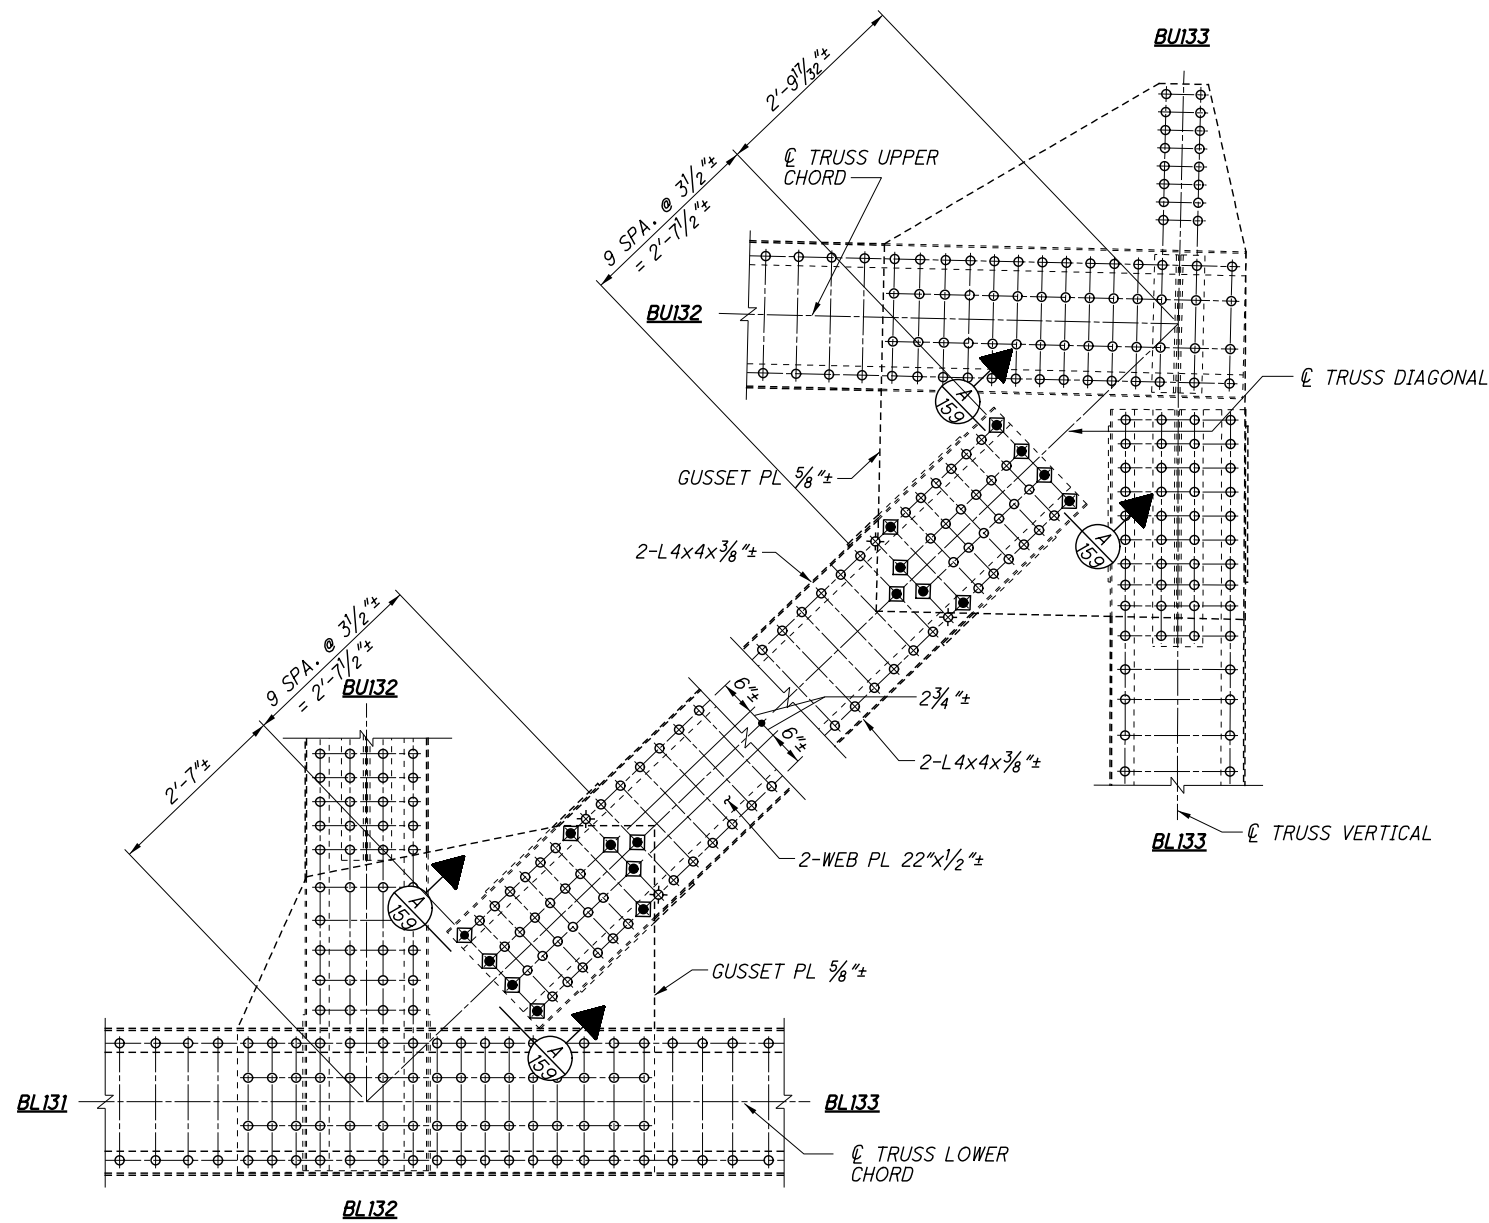 BU133
2'-9 17/32"±
℄ TRUSS UPPER
CHORD
9 SPA. @ 3 1/2"±
= 2'-7 1/2"±
BU132
℄ TRUSS DIAGONAL
A
159
GUSSET PL 5/8"±
A
159
2-L4x4x3/8"±
9 SPA. @ 3 1/2"±
= 2'-7 1/2"±
BU132
6"±
2 3/4"±
6"±
2-L4x4x3/8"±
2'-7"±
℄ TRUSS VERTICAL
BL133
2-WEB PL 22"x1/2"±
A
159
GUSSET PL 5/8"±
A
159
BL131
BL133
℄ TRUSS LOWER
CHORD
BL132